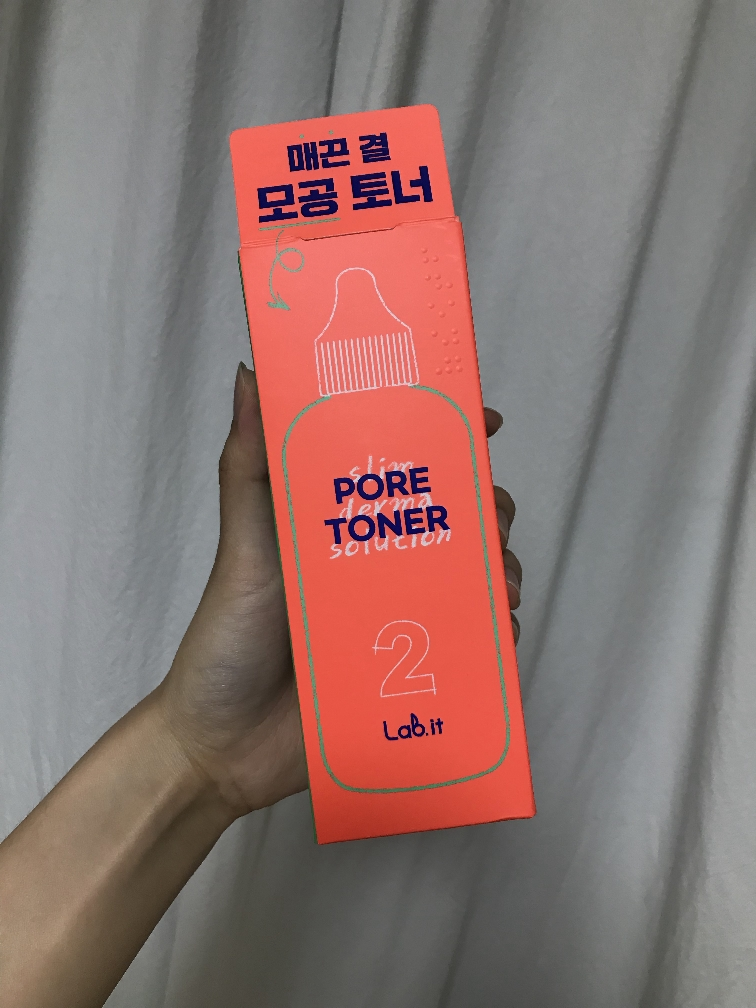 매끈 결
모공 토너
slim
PORE
derma
TONER
solution
2
Lab.it